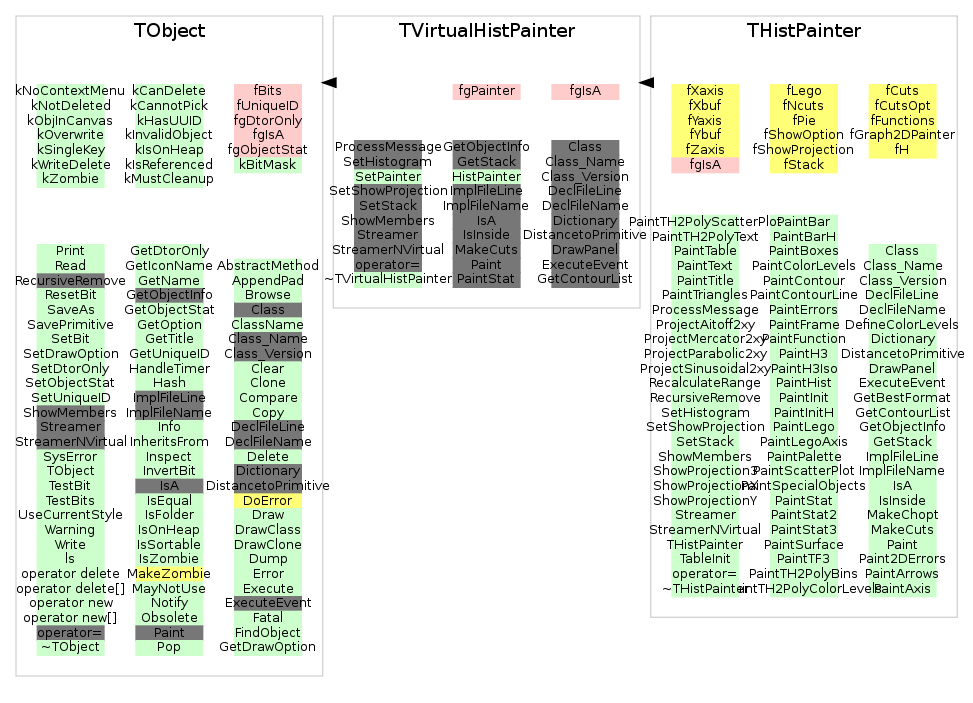 TObject
kNoContextMenu kCanDelete fBits
kNotDeleted kCannotPick fUniqueID
kObjInCanvas kHasUUID fgDtorOnly
kOverwrite kInvalidObject fgIsA
kSingleKey kIsOnHeap fgObjectStat
kWriteDelete kIsReferenced kBitMask
kZombie kMustCleanup
Print GetDtorOnly
Read GetIconName AbstractMethod
RecursiveRemove GetName AppendPad
ResetBit GetObjectInfo Browse
SaveAs GetObjectStat Class
SavePrimitive GetOption ClassName
SetBit GetTitle Class_Name
SetDrawOption GetUniqueID Class_Version
SetDtorOnly HandleTimer Clear
SetObjectStat Hash Clone
SetUniqueID ImplFileLine Compare
ShowMembers ImplFileName Copy
Streamer Info DeclFileLine
StreamerNVirtual InheritsFrom DeclFileName
SysError Inspect Delete
TObject InvertBit Dictionary
TestBit IsA DistancetoPrimitive
TestBits IsEqual DoError
UseCurrentStyle IsFolder Draw
Warning IsOnHeap DrawClass
Write IsSortable DrawClone
ls IsZombie Dump
operator delete MakeZombie Error
operator delete[] MayNotUse Execute
operator new Notify ExecuteEvent
operator new[] Obsolete Fatal
operator= Paint FindObject
~TObject Pop GetDrawOption
TVirtualHistPainter
fgPainter fgIsA
ProcessMessage GetObjectInfo Class
SetHistogram GetStack Class_Name
SetPainter HistPainter Class_Version
SetShowProjection ImplFileLine DeclFileLine
SetStack ImplFileName DeclFileName
ShowMembers IsA Dictionary
Streamer IsInside DistancetoPrimitive
StreamerNVirtual MakeCuts DrawPanel
operator= Paint ExecuteEvent
~TVirtualHistPainter PaintStat GetContourList
THistPainter
fXaxis fLego fCuts
fXbuf fNcuts fCutsOpt
fYaxis fPie fFunctions
fYbuf fShowOption fGraph2DPainter
fZaxis fShowProjection fH
fgIsA fStack
PaintTH2PolyScatterPlot PaintBar
PaintTH2PolyText PaintBarH
PaintTable PaintBoxes Class
PaintText PaintColorLevels Class_Name
PaintTitle PaintContour Class_Version
PaintTriangles PaintContourLine DeclFileLine
ProcessMessage PaintErrors DeclFileName
ProjectAitoff2xy PaintFrame DefineColorLevels
ProjectMercator2xy PaintFunction Dictionary
ProjectParabolic2xy PaintH3 DistancetoPrimitive
ProjectSinusoidal2xy PaintH3Iso DrawPanel
RecalculateRange PaintHist ExecuteEvent
RecursiveRemove PaintInit GetBestFormat
SetHistogram PaintInitH GetContourList
SetShowProjection PaintLego GetObjectInfo
SetStack PaintLegoAxis GetStack
ShowMembers PaintPalette ImplFileLine
ShowProjection3 PaintScatterPlot ImplFileName
ShowProjectionX PaintSpecialObjects IsA
ShowProjectionY PaintStat IsInside
Streamer PaintStat2 MakeChopt
StreamerNVirtual PaintStat3 MakeCuts
THistPainter PaintSurface Paint
TableInit PaintTF3 Paint2DErrors
operator= PaintTH2PolyBins PaintArrows
~THistPainter PaintTH2PolyColorLevels PaintAxis